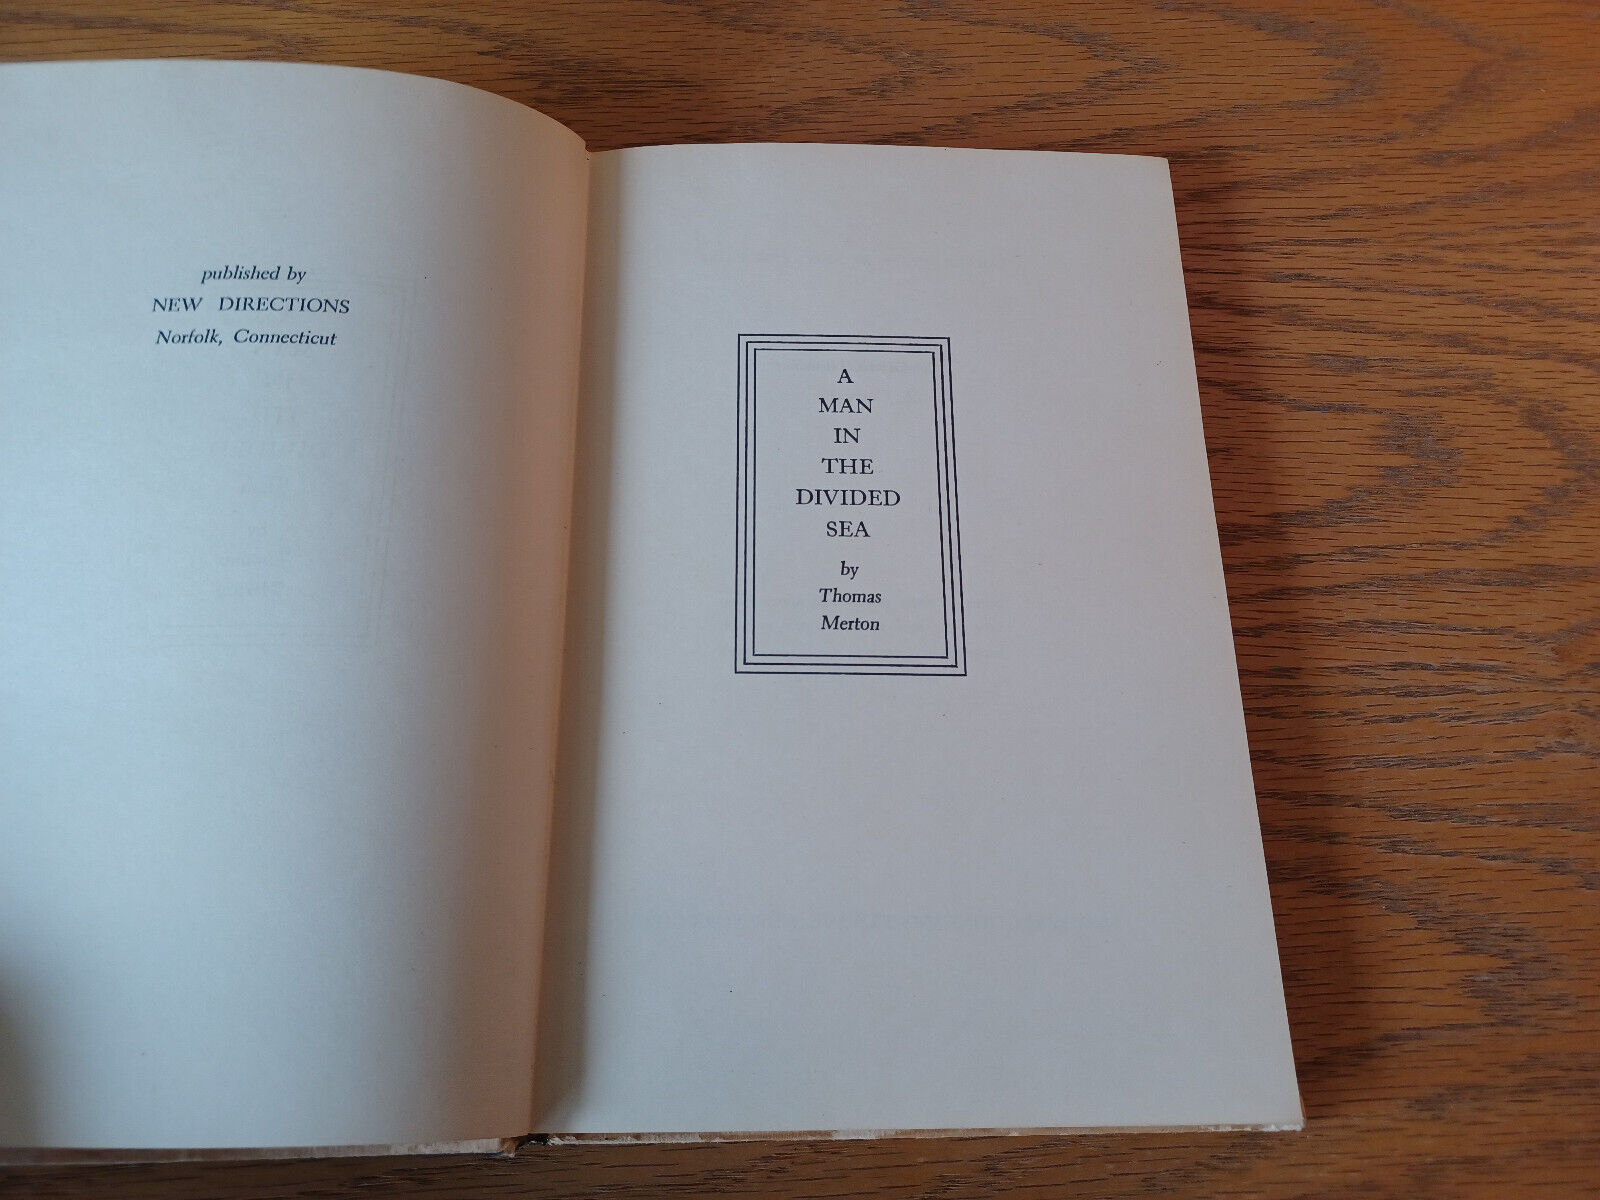 published by
NEW DIRECTIONS
Norfolk, Connecticut
A
MAN
IN
THE
DIVIDED
SEA
by
Thomas
Merton